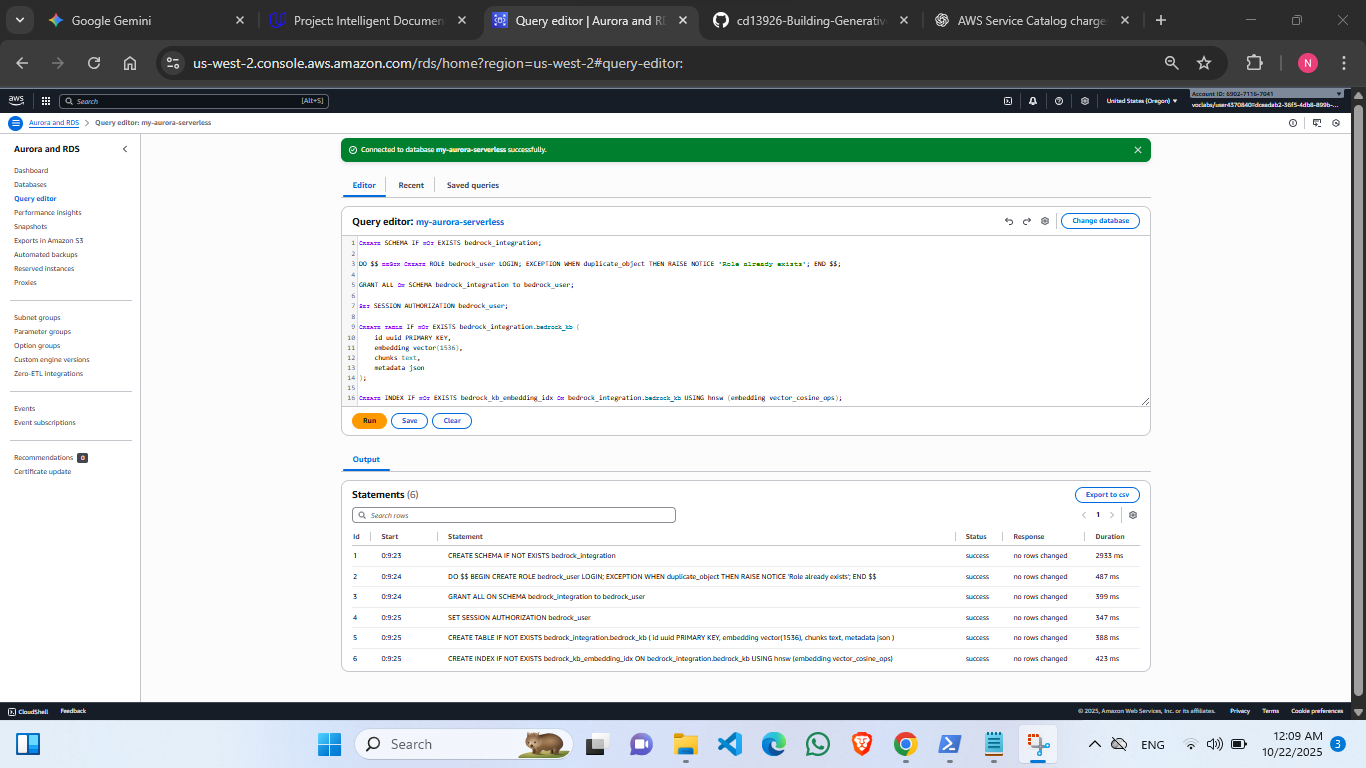 Google Gemini
Project: Intelligent Documen
Query editor | Aurora and RD
cd13926-Building-Generativ
AWS Service Catalog charge
us-west-2.console.aws.amazon.com/rds/home?region=us-west-2#query-editor:
N
aws
Search
[Alt+S]
United States (Oregon)
Account ID: 6902-7116-7041
Aurora and RDS
Query editor: my-aurora-serverless
Aurora and RDS
Dashboard
Databases
Query editor
Performance insights
Snapshots
Exports in Amazon S3
Automated backups
Reserved instances
Proxies
Subnet groups
Parameter groups
Option groups
Custom engine versions
Zero-ETL integrations
Events
Event subscriptions
Recommendations 0
Certificate update
Connected to database my-aurora-serverless successfully.
Editor
Recent
Saved queries
Query editor: my-aurora-serverless
Change database
1 CREATE SCHEMA IF NOT EXISTS bedrock_integration;
2
3 DO $$ BEGIN CREATE ROLE bedrock_user LOGIN; EXCEPTION WHEN duplicate_object THEN RAISE NOTICE 'Role already exists'; END $$;
4
5 GRANT ALL ON SCHEMA bedrock_integration to bedrock_user;
6
7 SET SESSION AUTHORIZATION bedrock_user;
8
9 CREATE TABLE IF NOT EXISTS bedrock_integration.bedrock_kb (
10 id uuid PRIMARY KEY,
11 embedding vector(1536),
12 chunks text,
13 metadata json
14 );
15
16 CREATE INDEX IF NOT EXISTS bedrock_kb_embedding_idx ON bedrock_integration.bedrock_kb USING hnsw (embedding vector_cosine_ops);
Run
Save
Clear
Output
Statements (6)
Export to csv
Search rows
1
Id Start Statement Status Response Duration
1 0:9:23 CREATE SCHEMA IF NOT EXISTS bedrock_integration success no rows changed 2933 ms
2 0:9:24 DO $$ BEGIN CREATE ROLE bedrock_user LOGIN; EXCEPTION WHEN duplicate_object THEN RAISE NOTICE 'Role already exists'; END $$ success no rows changed 487 ms
3 0:9:24 GRANT ALL ON SCHEMA bedrock_integration to bedrock_user success no rows changed 399 ms
4 0:9:25 SET SESSION AUTHORIZATION bedrock_user success no rows changed 347 ms
5 0:9:25 CREATE TABLE IF NOT EXISTS bedrock_integration.bedrock_kb ( id uuid PRIMARY KEY, embedding vector(1536), chunks text, metadata json ) success no rows changed 388 ms
6 0:9:25 CREATE INDEX IF NOT EXISTS bedrock_kb_embedding_idx ON bedrock_integration.bedrock_kb USING hnsw (embedding vector_cosine_ops) success no rows changed 423 ms
CloudShell
Feedback
© 2025, Amazon Web Services, Inc. or its affiliates.
Privacy
Terms
Cookie preferences
Search
ENG
12:09 AM
10/22/2025
3